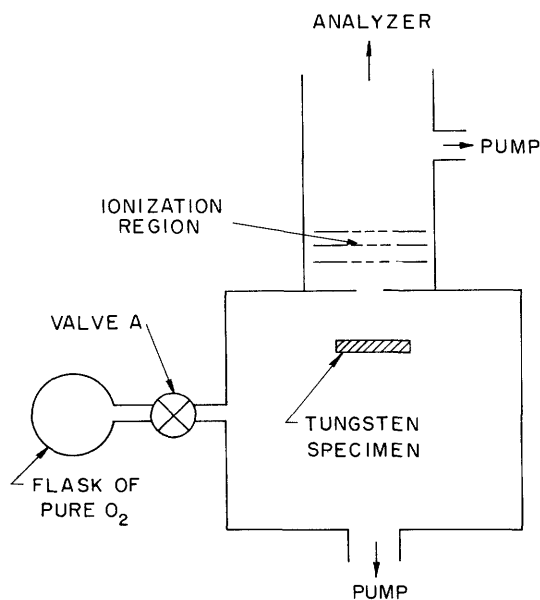 ANALYZER
PUMP
IONIZATION
REGION
VALVE A
TUNGSTEN
SPECIMEN
FLASK OF
PURE O₂
PUMP